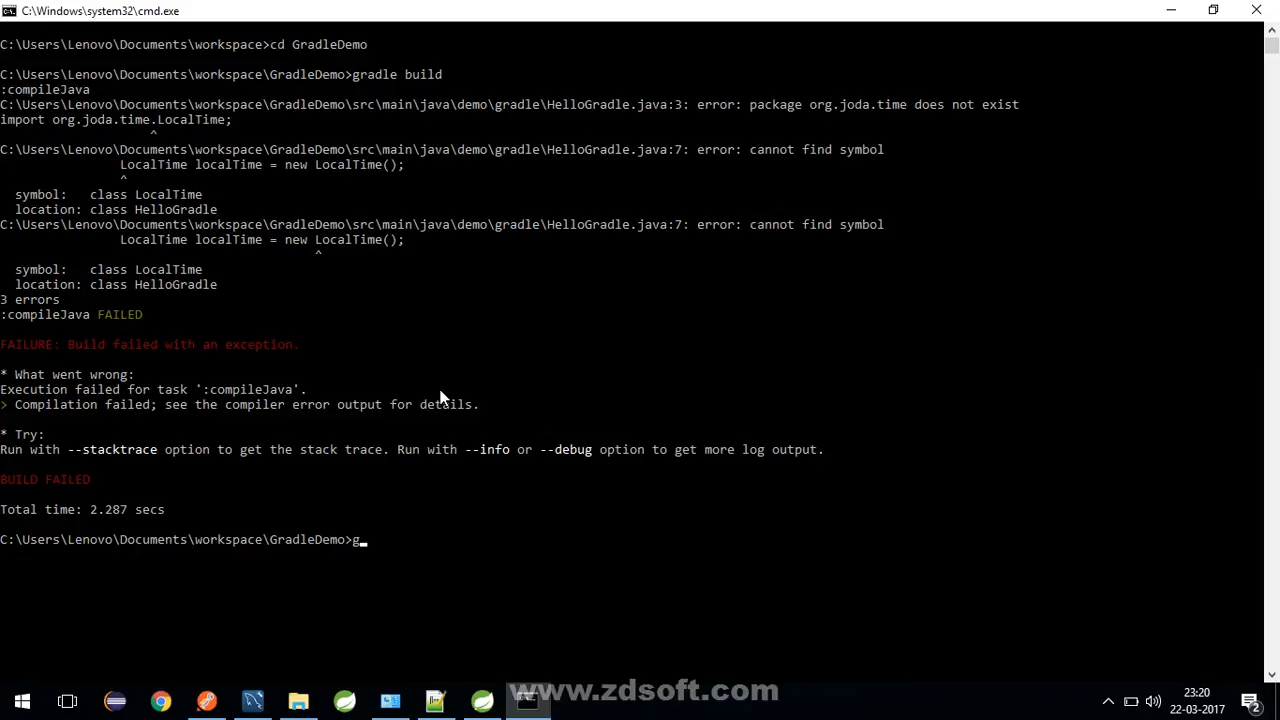 C:\Windows\system32\cmd.exe
C:\Users\Lenovo\Documents\workspace>cd GradleDemo
C:\Users\Lenovo\Documents\workspace\GradleDemo>gradle build
:compileJava
C:\Users\Lenovo\Documents\workspace\GradleDemo\src\main\java\demo\gradle\HelloGradle.java:3: error: package org.joda.time does not exist
import org.joda.time.LocalTime;
^
C:\Users\Lenovo\Documents\workspace\GradleDemo\src\main\java\demo\gradle\HelloGradle.java:7: error: cannot find symbol
LocalTime localTime = new LocalTime();
^
symbol:   class LocalTime
location: class HelloGradle
C:\Users\Lenovo\Documents\workspace\GradleDemo\src\main\java\demo\gradle\HelloGradle.java:7: error: cannot find symbol
LocalTime localTime = new LocalTime();
^
symbol:   class LocalTime
location: class HelloGradle
3 errors
:compileJava FAILED
FAILURE: Build failed with an exception.
* What went wrong:
Execution failed for task ':compileJava'.
> Compilation failed; see the compiler error output for details.
* Try:
Run with --stacktrace option to get the stack trace. Run with --info or --debug option to get more log output.
BUILD FAILED
Total time: 2.287 secs
C:\Users\Lenovo\Documents\workspace\GradleDemo>g_
www.zdsoft.com
23:20
22-03-2017
2